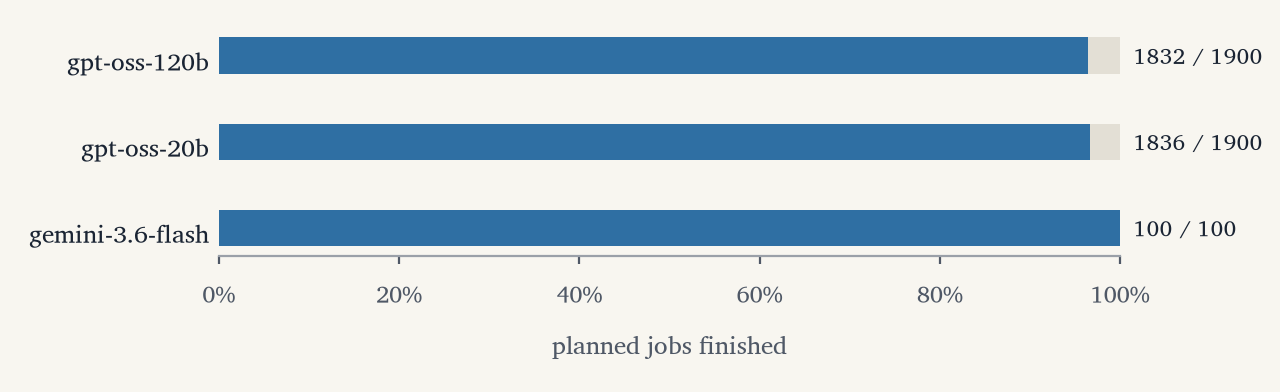 gpt-oss-120b 1832 / 1900
gpt-oss-20b 1836 / 1900
gemini-3.6-flash 100 / 100
0% 20% 40% 60% 80% 100%
planned jobs finished